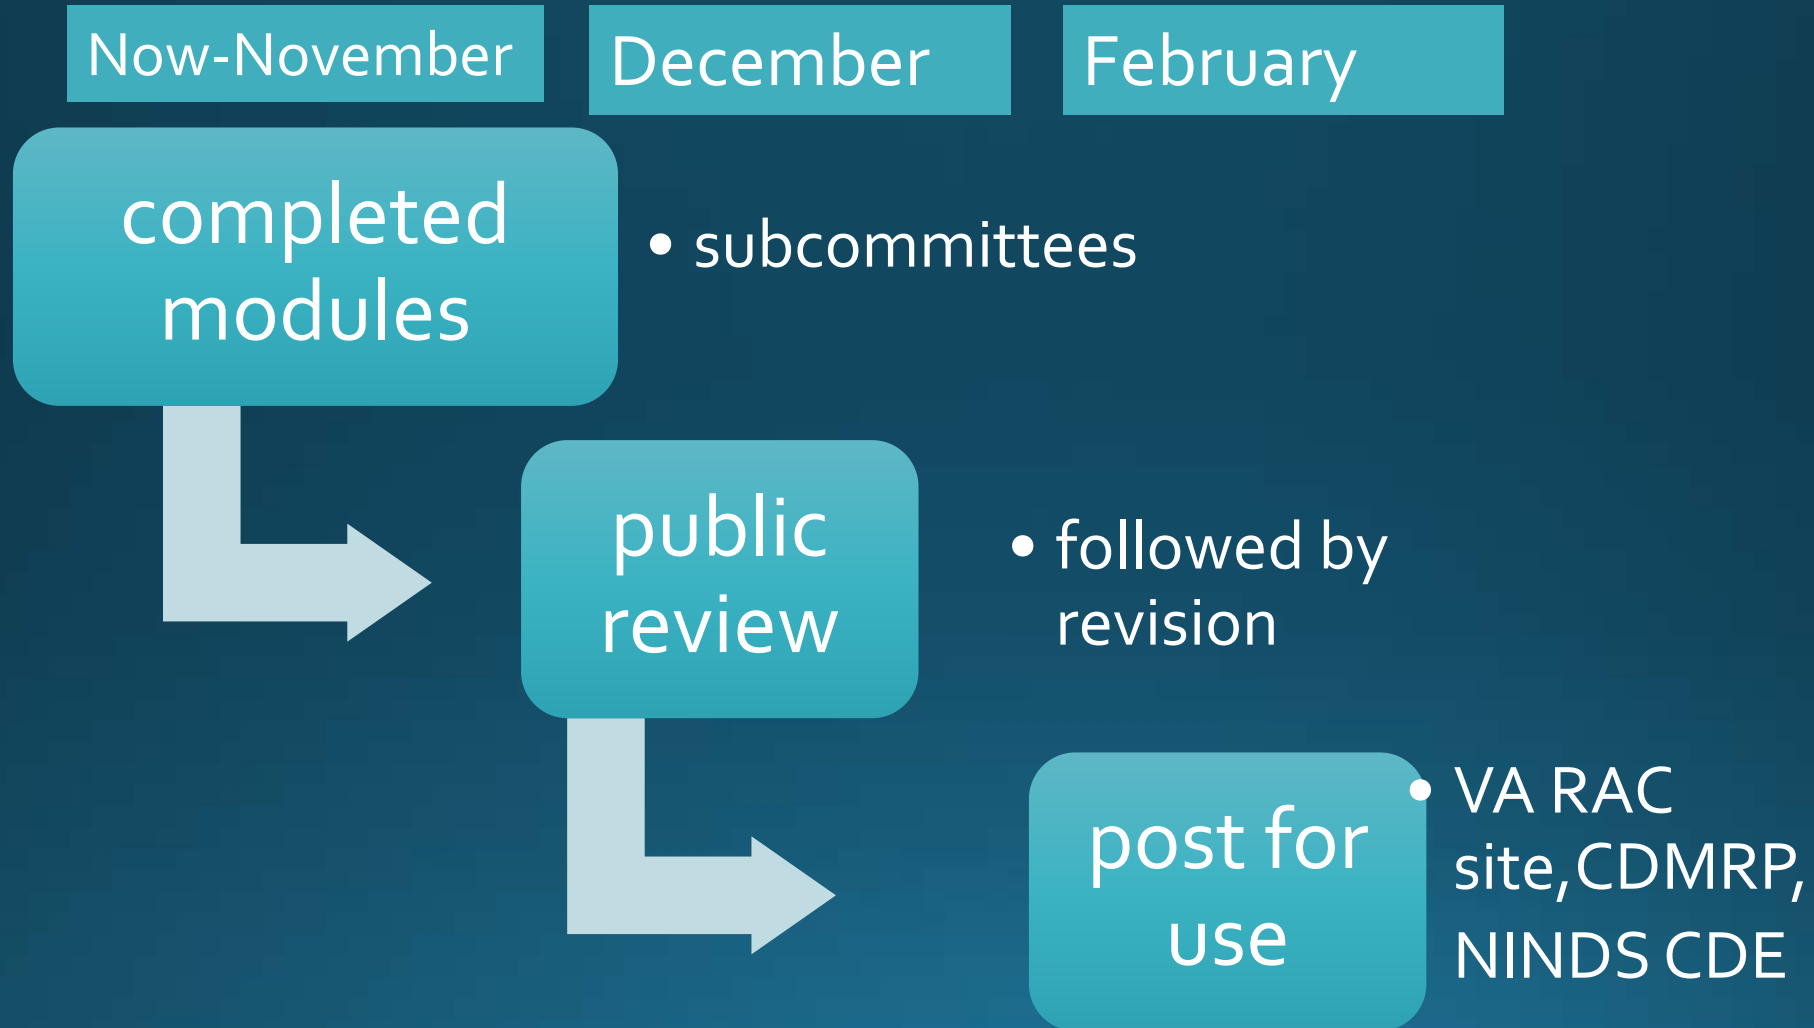 Now-November
December
February
completed
modules
• subcommittees
public
review
• followed by
revision
post for
use
• VA RAC
site,CDMRP,
NINDS CDE